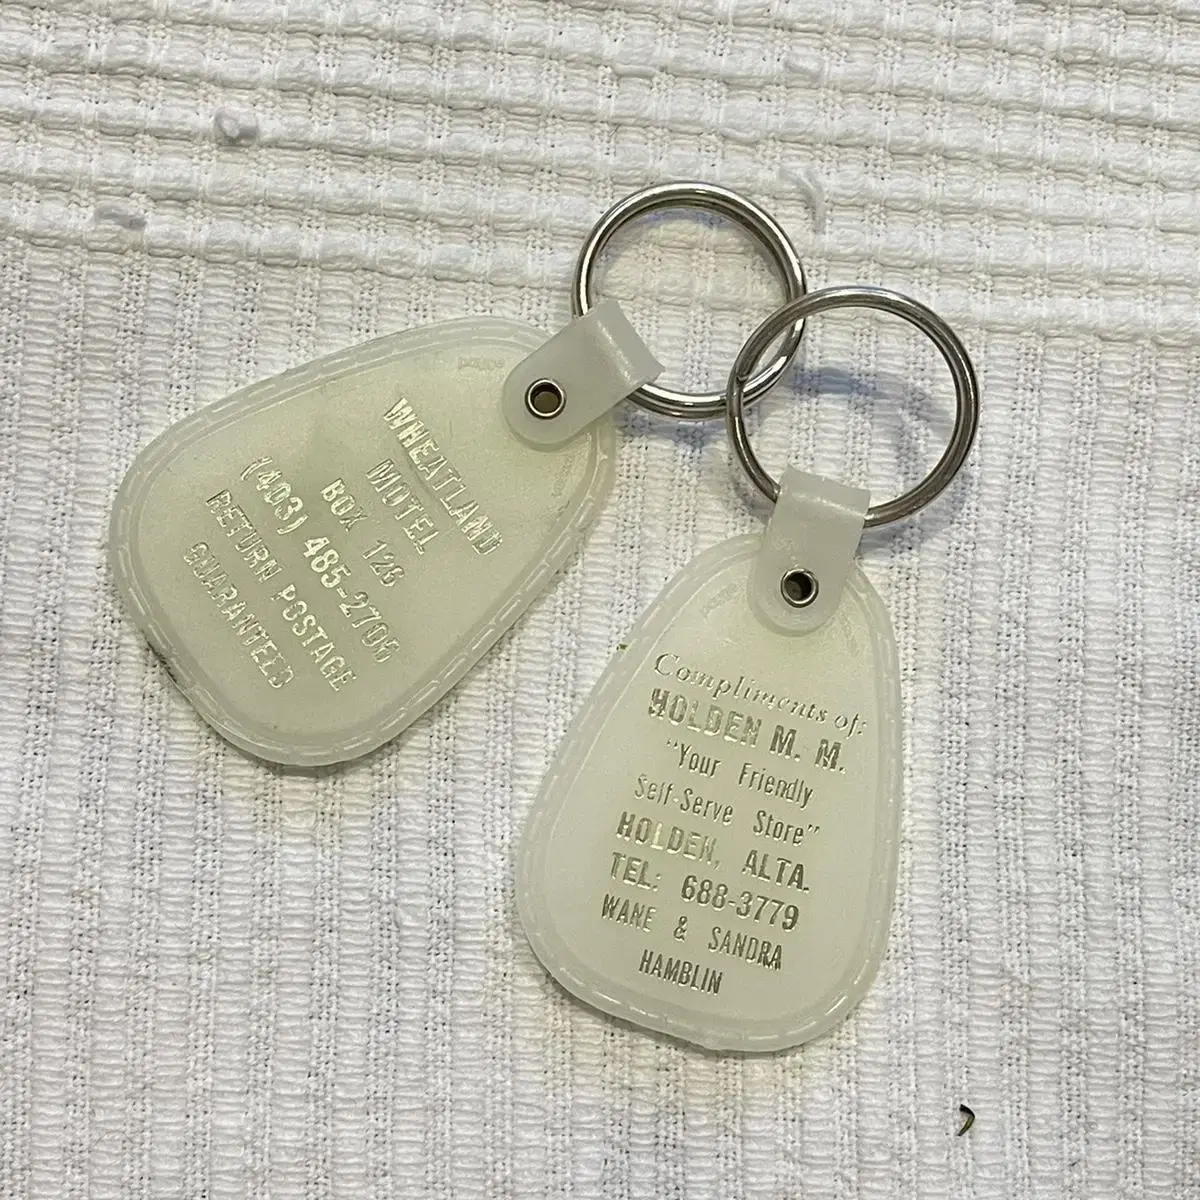 WHEATLAND
MOTEL
BOX 126
(403) 485-2706
RETURN POSTAGE
GUARANTEED
Compliments of:
HOLDEN M. M.
"Your Friendly
Self-Serve Store"
HOLDEN, ALTA.
TEL: 688-3779
WANE & SANDRA
HAMBLIN